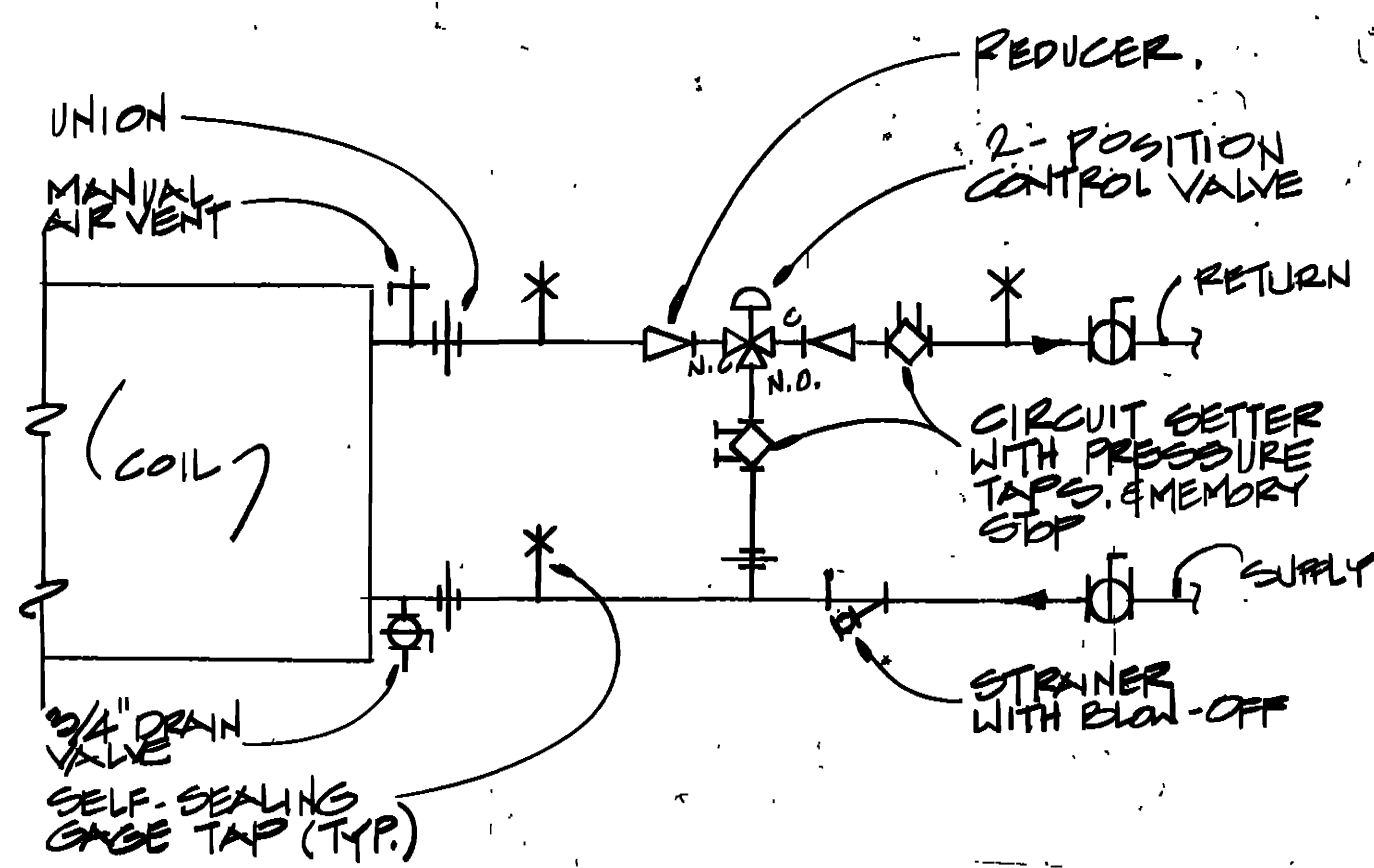 REDUCER.
UNION
2-POSITION
CONTROL VALVE
MANUAL
AIR VENT
RETURN
C
N.C.
N.O.
CIRCUIT SETTER
WITH PRESSURE
TAPS. & MEMORY
STOP
COIL
SUPPLY
STRAINER
WITH BLOW-OFF
3/4" DRAIN
VALVE
SELF-SEALING
GAGE TAP (TYP.)